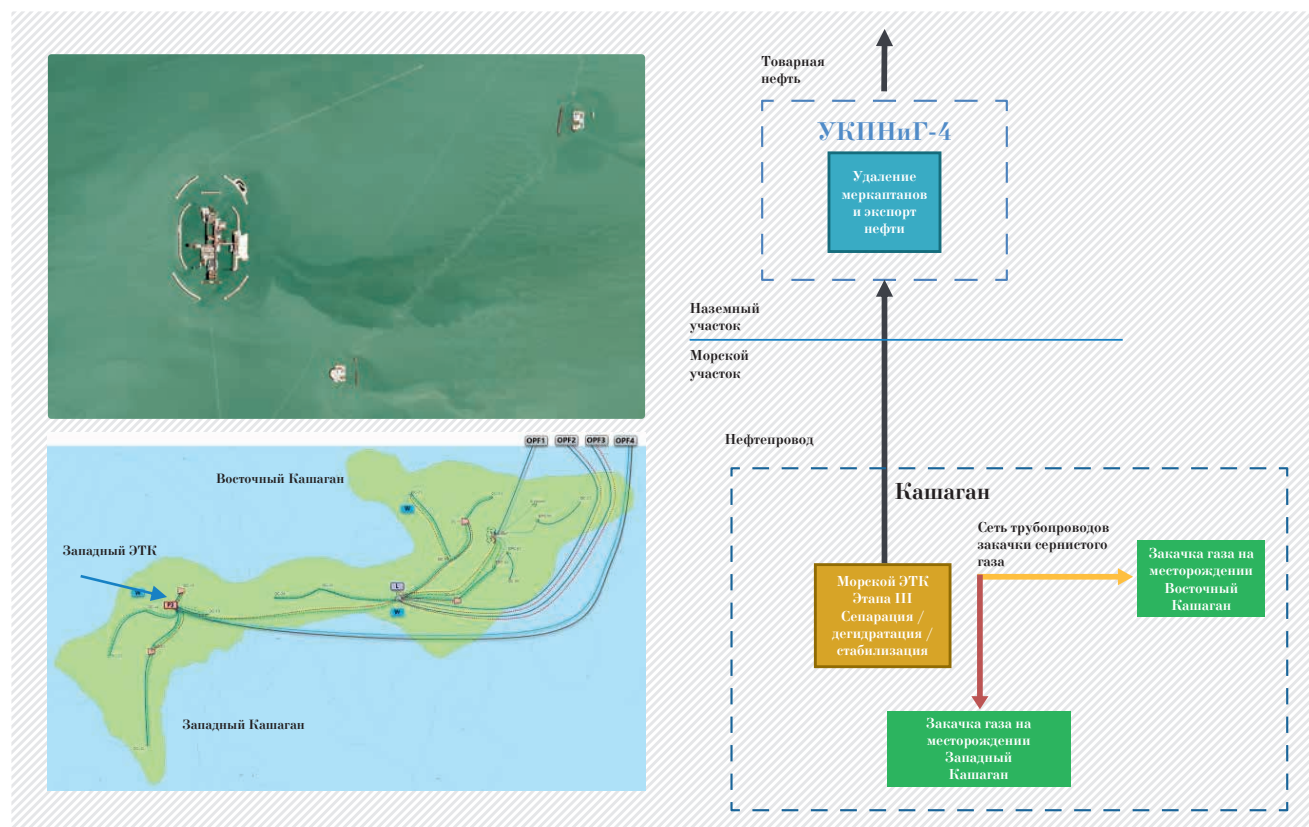 OPF1 OPF2 OPF3 OPF4
Восточный Кашаган
W
Западный ЭТК
W
L
W
Западный Кашаган
Товарная
нефть
УКПНиГ-4
Удаление
меркаптанов
и экспорт
нефти
Наземный
участок
Морской
участок
Нефтепровод
Кашаган
Сеть трубопроводов
закачки сернистого
газа
Морской ЭТК
Этапа III
Сепарация /
дегидратация /
стабилизация
Закачка газа на
месторождении
Восточный
Кашаган
Закачка газа на
месторождении
Западный
Кашаган